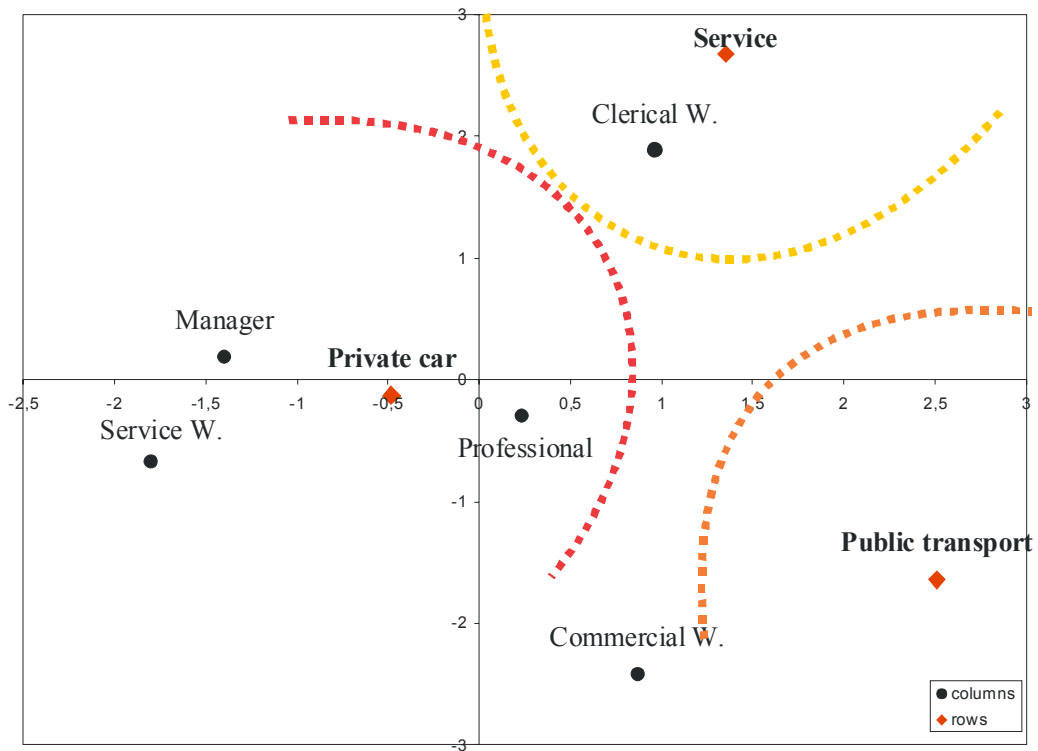 3
Service
Clerical W.
2
1
Manager
Private car
0
-2,5
-2
-1,5
-1
-0,5
0
0,5
1
1,5
2
2,5
3
Service W.
Professional
-1
Public transport
-2
Commercial W.
columns
rows
-3